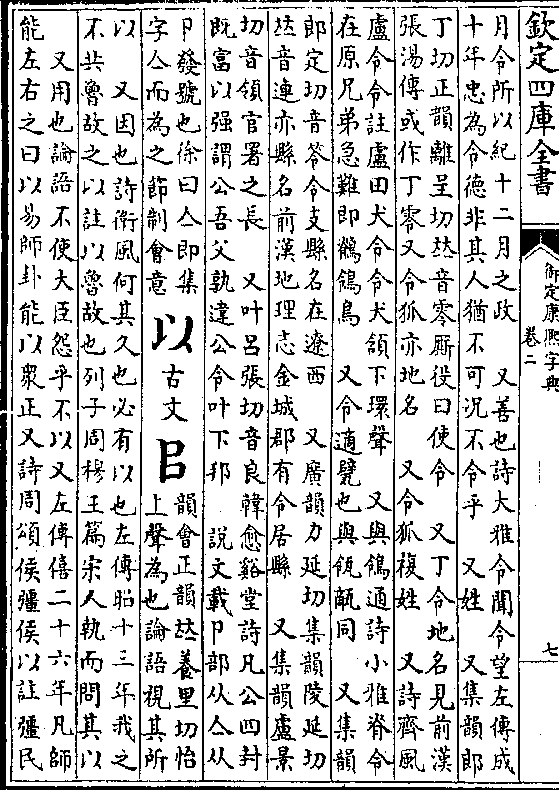 欽定四庫全書
御定康熙字典
卷二
七
月令所以紀十二月之政　又善也詩大雅令聞令望左傳成
十年忠為令德非其人猶不可况不令乎　又姓　又集韻郎
丁切正韻離呈切𠀤音零厮役曰使令　又丁令地名見前漢
張湯傳或作丁零又令狐亦地名　又令狐複姓　又詩齊風
盧令令註盧田犬令令犬頷下環聲　又與鴒通詩小雅脊令
在原兄弟急難即鶺鴒鳥　又令適甓也與瓴甋同　又集韻
即定切音笭令支縣名在遼西　又廣韻力延切集韻陵延切
𠀤音連亦縣名前漢地理志金城郡有令居縣　又集韻盧景
切音領官署之長　又叶吕張切音良韓愈谿堂詩凡公四封
既富以强謂公吾父孰違公令叶下邦　說文載卩部从亼从
卩發號也徐曰亼即集
字亼而為之節制會意
以
古文
㠯
韻會正韻𠀤養里切怡
上聲為也論語視其所
以　又因也詩衛風何其久也必有以也左傳昭十三年我之
不共魯故之以註以魯故也列子周穆王篇宋人執而問其以
又用也論語不使大臣怨乎不以又左傳僖二十六年凡師
能左右之曰以易師卦能以衆正又詩周頌侯彊侯以註彊民